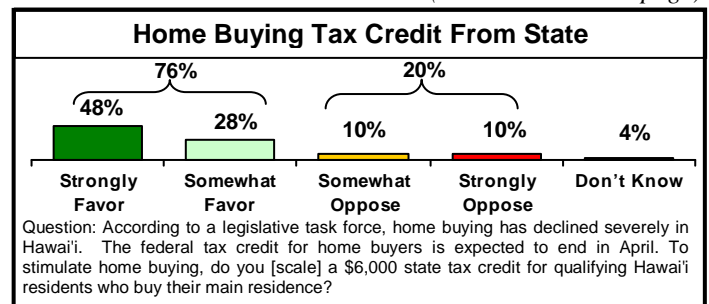 Home Buying Tax Credit From State
76% 20%
48% 28% 10% 10% 4%
Strongly Favor
Somewhat Favor
Somewhat Oppose
Strongly Oppose
Don't Know
Question: According to a legislative task force, home buying has declined severely in
Hawai'i. The federal tax credit for home buyers is expected to end in April. To
stimulate home buying, do you [scale] a $6,000 state tax credit for qualifying Hawai'i
residents who buy their main residence?